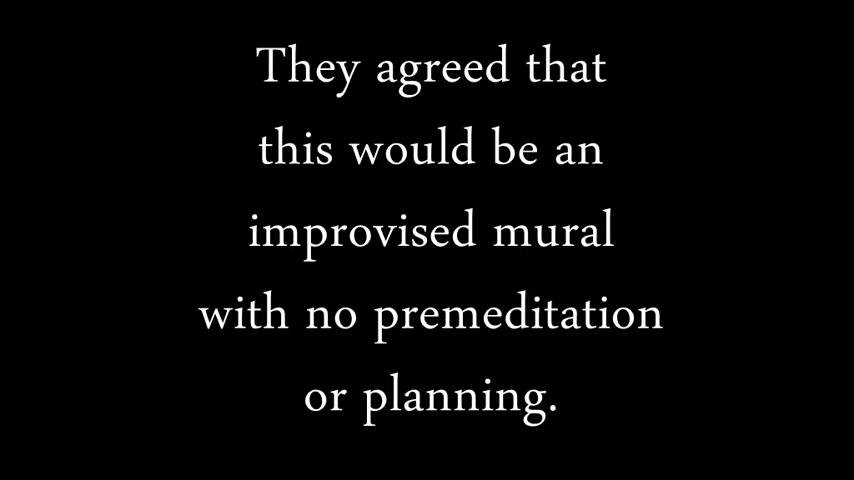 They agreed that
this would be an
improvised mural
with no premeditation
or planning.